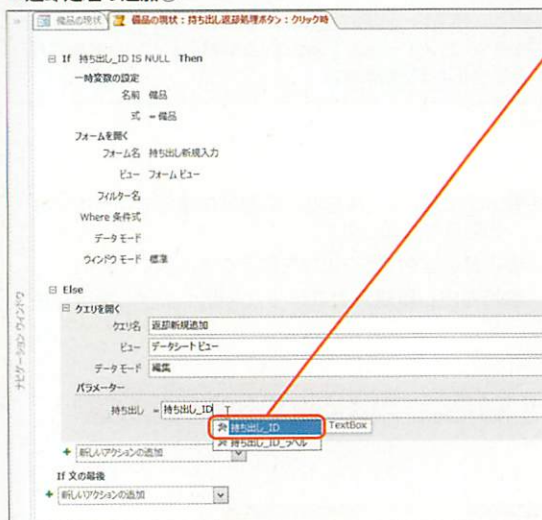 備品の現状 備品の現状：持ち出し返却処理ボタン：クリック時
If 持ち出し_ID IS NULL Then
一時変数の設定
名前 備品
式 = 備品
フォームを開く
フォーム名 持ち出し新規入力
ビュー フォーム ビュー
フィルター名
Where 条件式
データ モード
ウィンドウ モード 標準
Else
クエリを開く
クエリ名 返却新規追加
ビュー データシート ビュー
データ モード 編集
パラメーター
持ち出し = 持ち出し_ID
持ち出し_ID TextBox
持ち出し_ID_ラベル
新しいアクションの追加
If 文の最後
新しいアクションの追加
ナビゲーション ウィンドウ